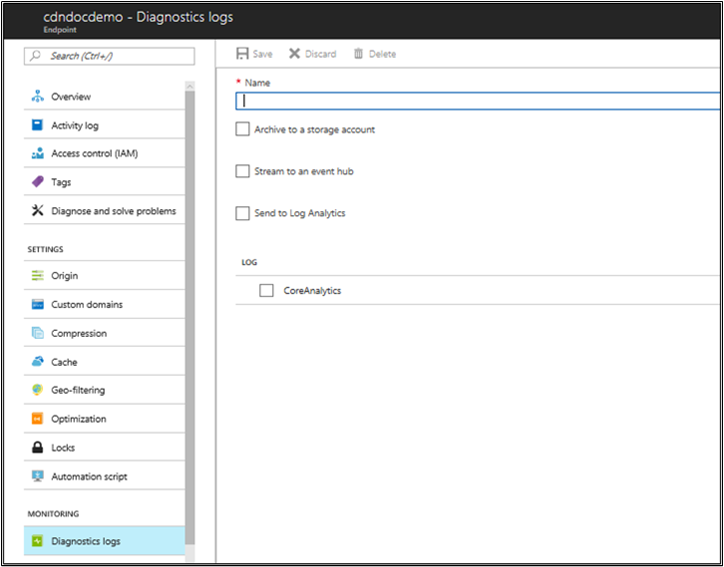 cdndocdemo - Diagnostics logs
Endpoint
Search (Ctrl+/)
Overview
Activity log
Access control (IAM)
Tags
Diagnose and solve problems
SETTINGS
Origin
Custom domains
Compression
Cache
Geo-filtering
Optimization
Locks
Automation script
MONITORING
Diagnostics logs
Save Discard Delete
* Name
Archive to a storage account
Stream to an event hub
Send to Log Analytics
LOG
CoreAnalytics